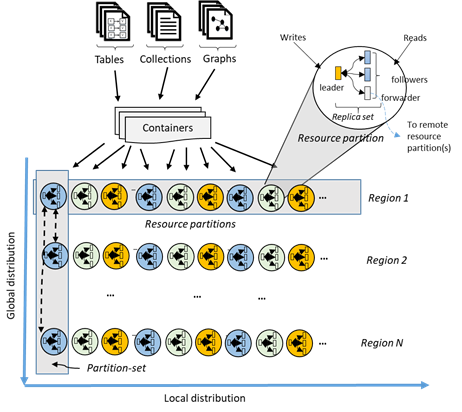 Tables
Collections
Graphs
Containers
Writes
Reads
leader
followers
forwarder
Replica set
Resource partition
To remote
resource
partition(s)
Region 1
Resource partitions
Region 2
...
...
Region N
Partition-set
Global distribution
Local distribution